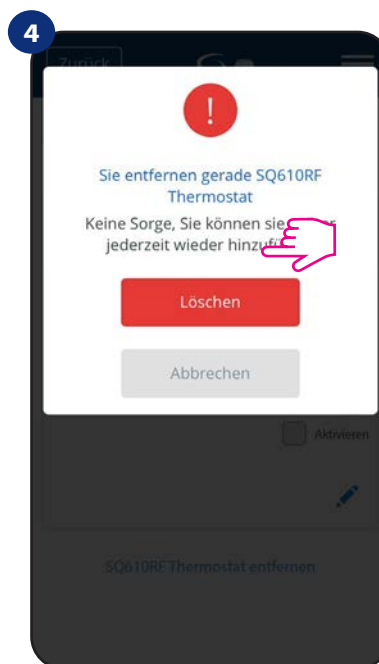 4
Zurück
!
Sie entfernen gerade SQ610RF
Thermostat
Keine Sorge, Sie können sie
jederzeit wieder
Löschen
Abbrechen
Aktivieren
SQ610RF Thermostat entfernen